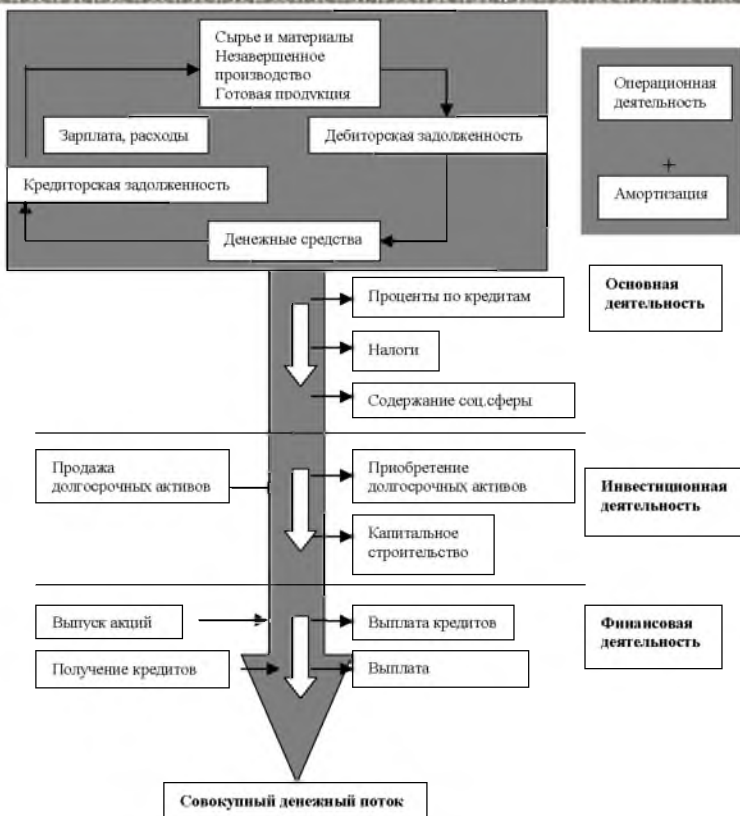 Сырье и материалы
Незавершенное
производство
Готовая продукция
Операционная
деятельность
Зарплата, расходы
Дебиторская задолженность
+
Кредиторская задолженность
Амортизация
Денежные средства
Основная
деятельность
Проценты по кредитам
Налоги
Содержание соц.сферы
Продажа
долгосрочных активов
Приобретение
долгосрочных активов
Инвестиционная
деятельность
Капитальное
строительство
Выпуск акций
Выплата кредитов
Финансовая
деятельность
Получение кредитов
Выплата
Совокупный денежный поток